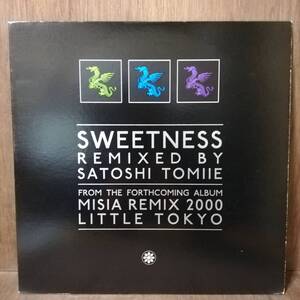 SWEETNESS
REMIXED BY
SATOSHI TOMIIE
FROM THE FORTHCOMING ALBUM
MISIA REMIX 2000
LITTLE TOKYO